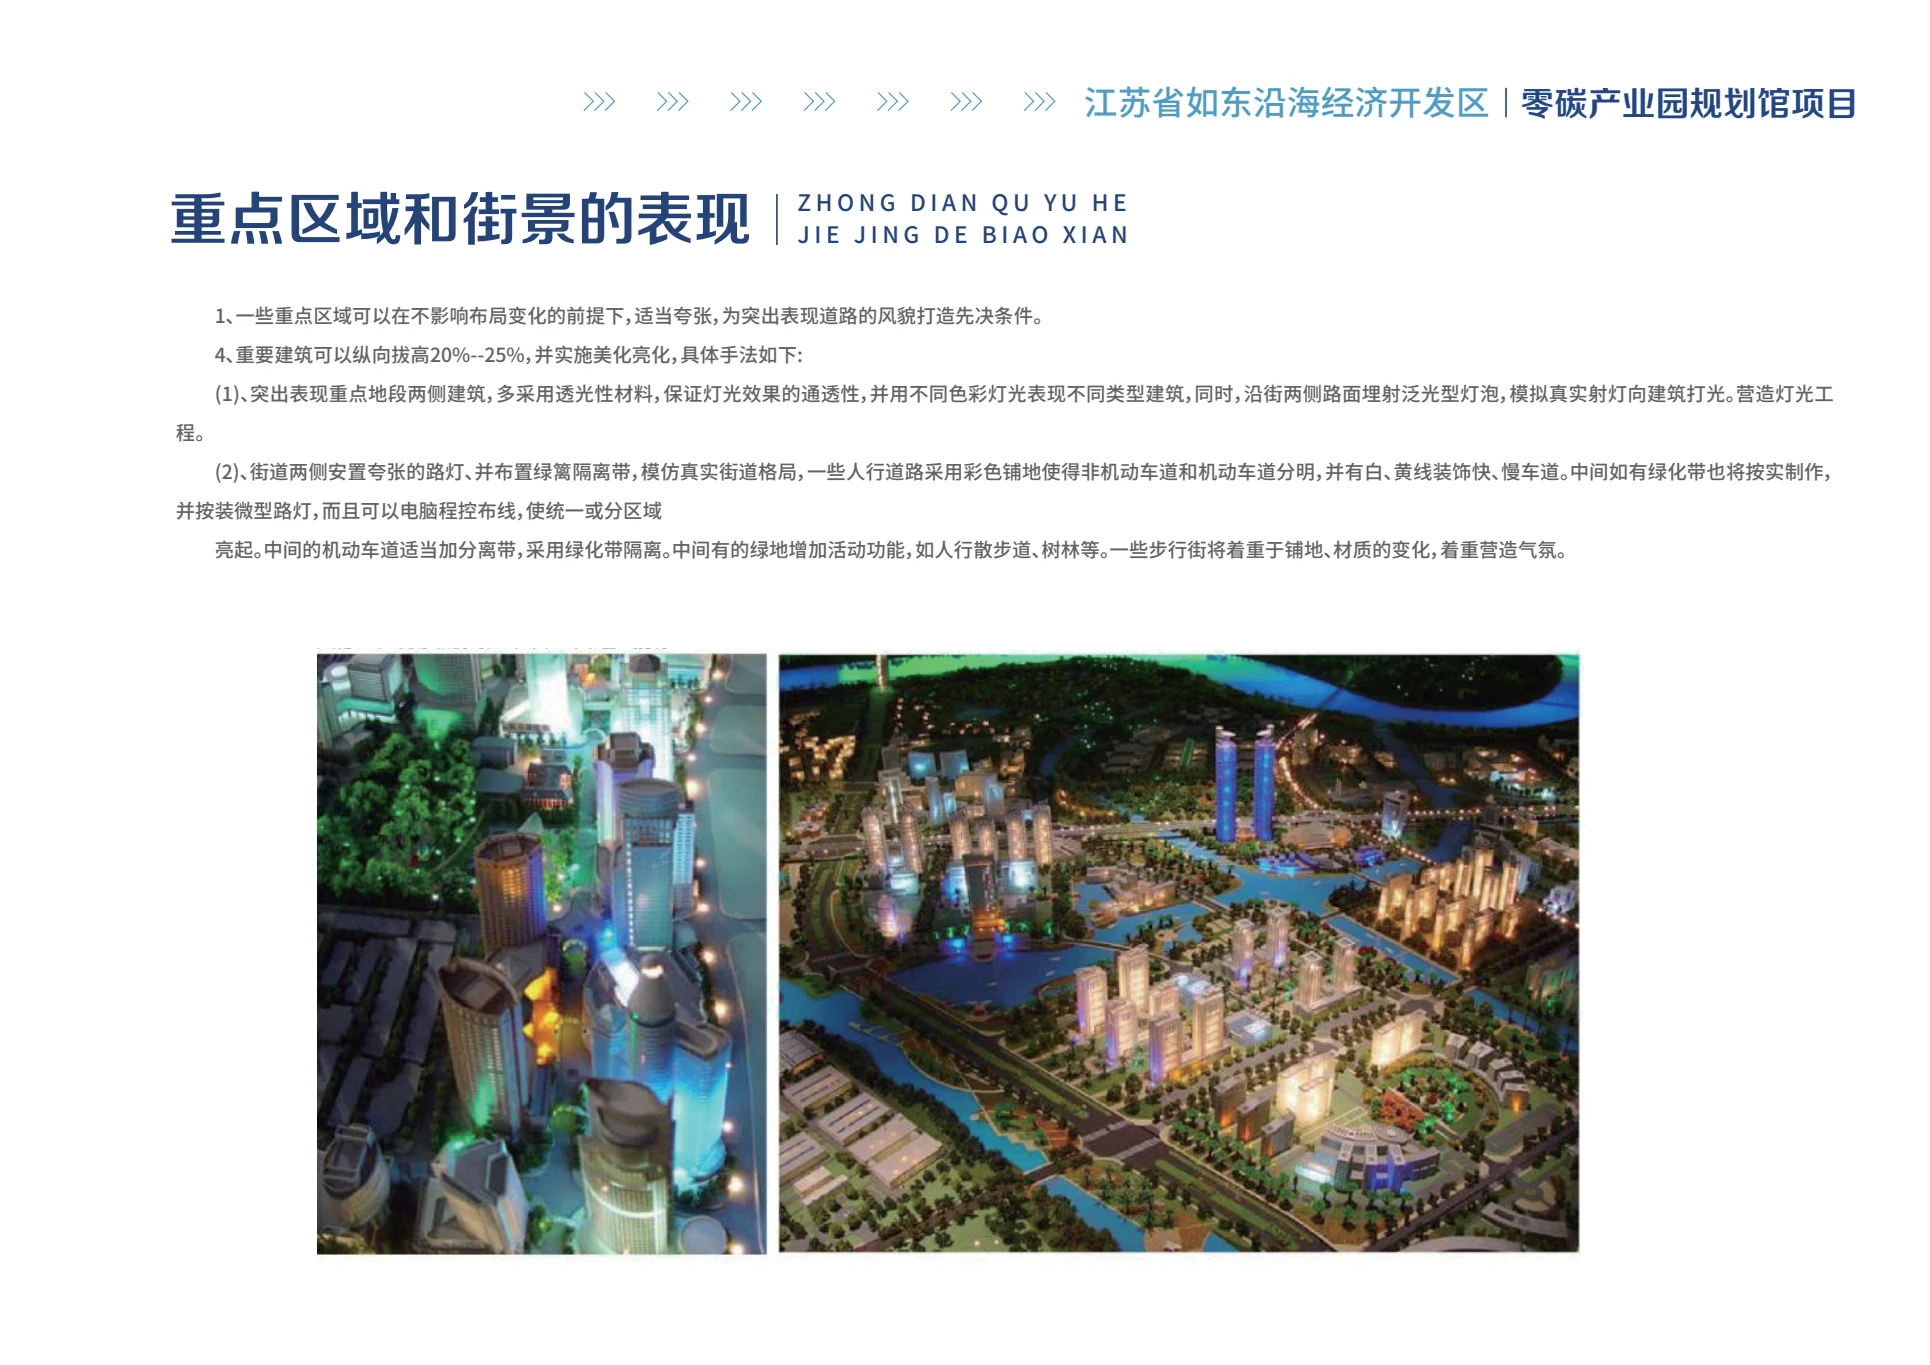 江苏省如东沿海经济开发区 | 零碳产业园规划馆项目
重点区域和街景的表现
ZHONG DIAN QU YU HE
JIE JING DE BIAO XIAN
1、一些重点区域可以在不影响布局变化的前提下,适当夸张,为突出表现道路的风貌打造先决条件。
4、重要建筑可以纵向拔高20%--25%,并实施美化亮化,具体手法如下:
(1)、突出表现重点地段两侧建筑,多采用透光性材料,保证灯光效果的通透性,并用不同色彩灯光表现不同类型建筑,同时,沿街两侧路面埋射泛光型灯泡,模拟真实射灯向建筑打光。营造灯光工
程。
(2)、街道两侧安置夸张的路灯、并布置绿篱隔离带,模仿真实街道格局,一些人行道路采用彩色铺地使得非机动车道和机动车道分明,并有白、黄线装饰快、慢车道。中间如有绿化带也将按实制作,
并按装微型路灯,而且可以电脑程控布线,使统一或分区域
亮起。中间的机动车道适当加分离带,采用绿化带隔离。中间有的绿地增加活动功能,如人行散步道、树林等。一些步行街将着重于铺地、材质的变化,着重营造气氛。